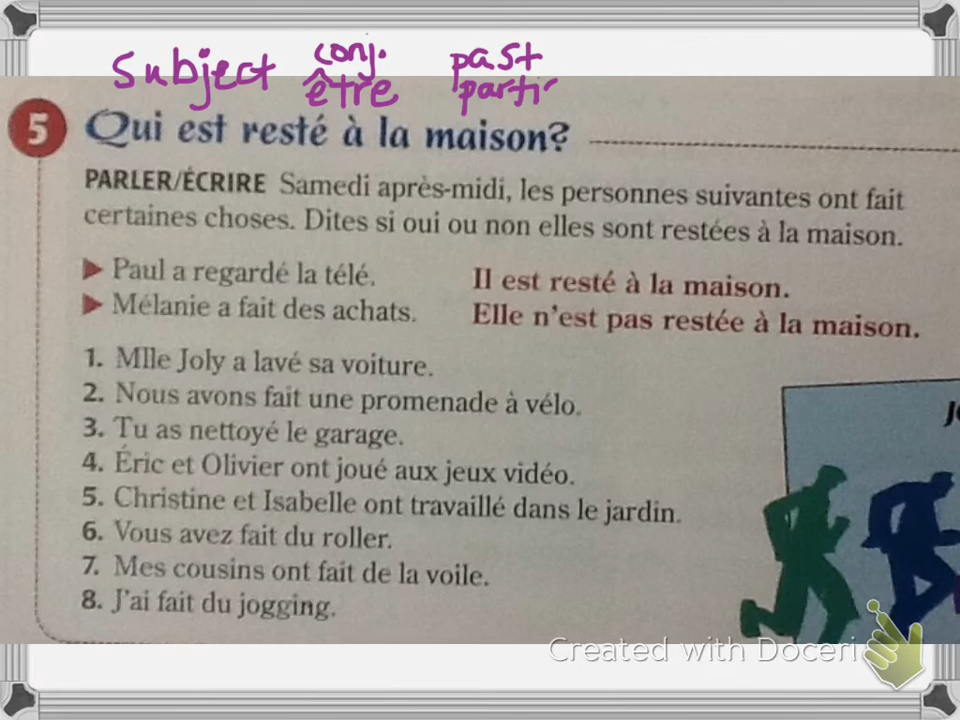 subject conj. past
être parti
5 Qui est resté à la maison?
PARLER/ÉCRIRE Samedi après-midi, les personnes suivantes ont fait
certaines choses. Dites si oui ou non elles sont restées à la maison.
▶ Paul a regardé la télé. Il est resté à la maison.
▶ Mélanie a fait des achats. Elle n'est pas restée à la maison.
1. Mlle Joly a lavé sa voiture.
2. Nous avons fait une promenade à vélo.
3. Tu as nettoyé le garage.
4. Éric et Olivier ont joué aux jeux vidéo.
5. Christine et Isabelle ont travaillé dans le jardin.
6. Vous avez fait du roller.
7. Mes cousins ont fait de la voile.
8. J'ai fait du jogging.
Created with Doceri